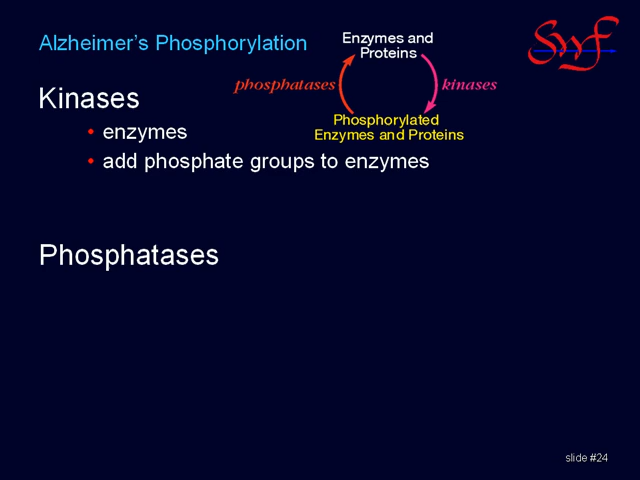 Alzheimer's Phosphorylation
Enzymes and
Proteins
SWF
phosphatases
kinases
Phosphorylated
Enzymes and Proteins
Kinases
• enzymes
• add phosphate groups to enzymes
Phosphatases
slide #24